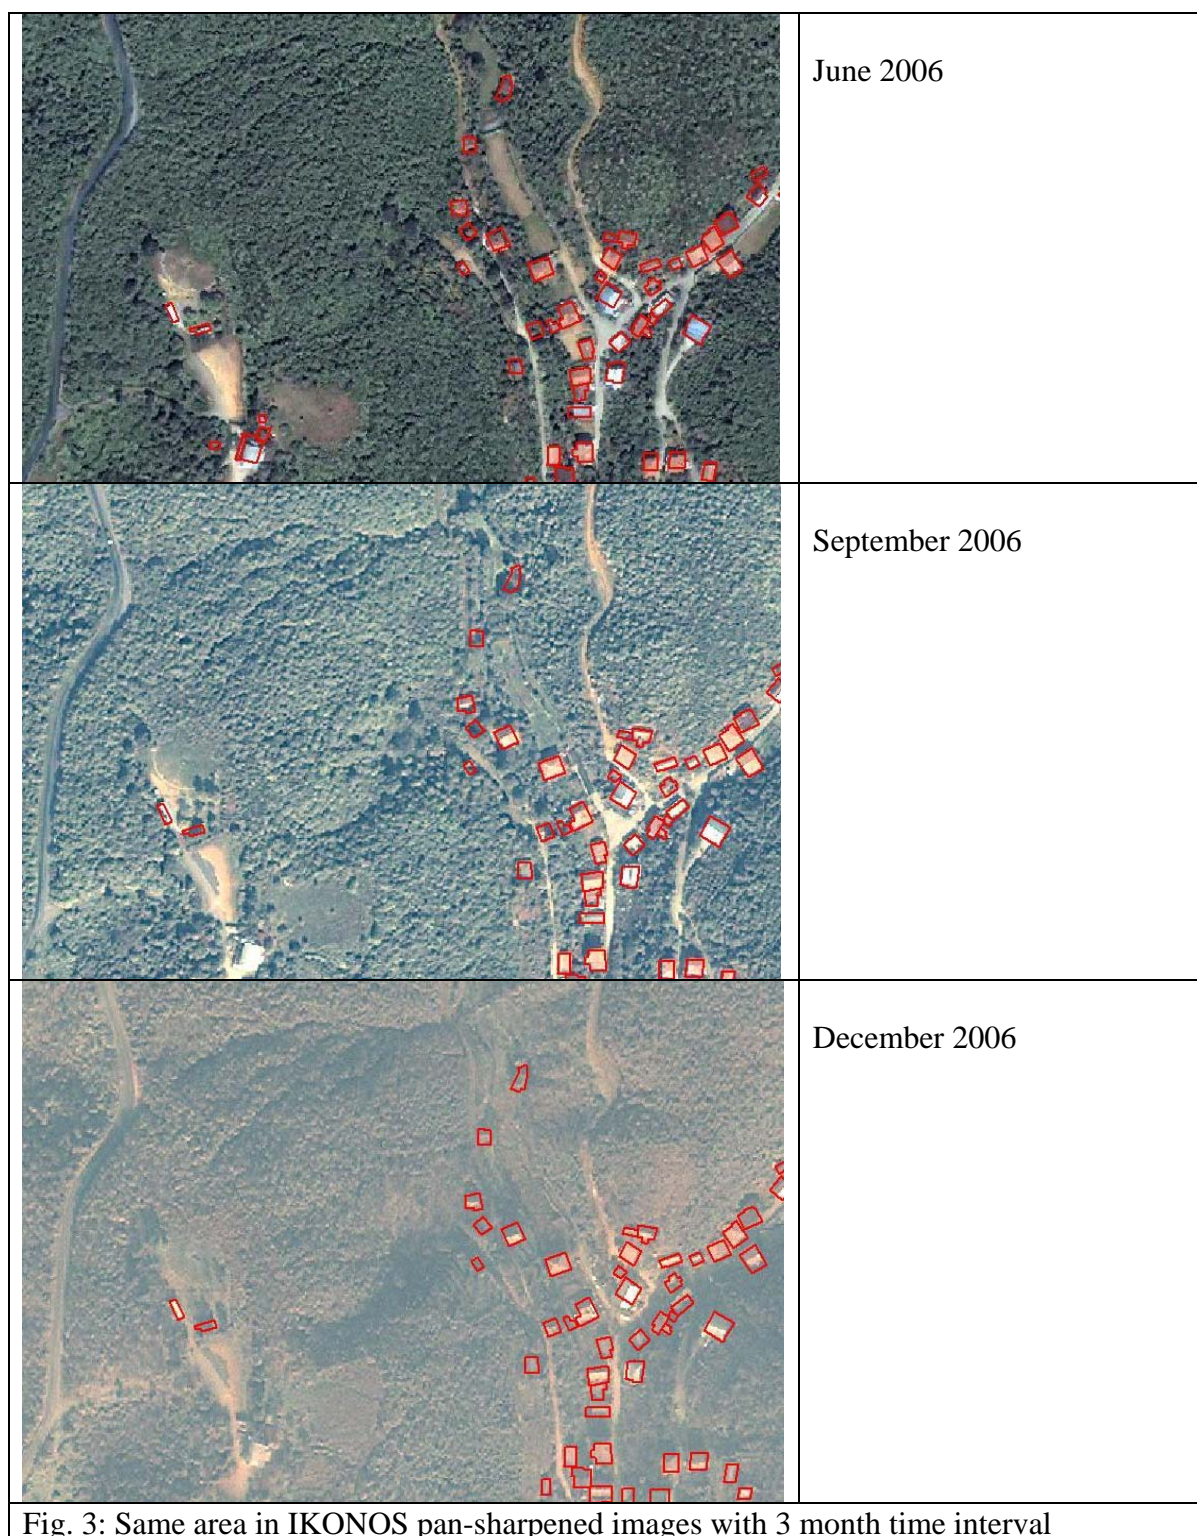 June 2006
September 2006
December 2006
Fig. 3: Same area in IKONOS pan-sharpened images with 3 month time interval